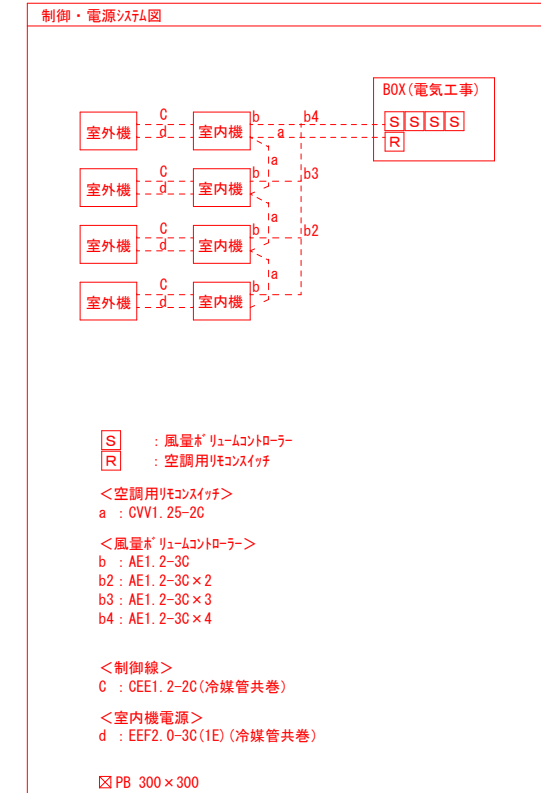 制御・電源ｼｽﾃﾑ図
BOX(電気工事)
S S S S
R
室外機 C d 室内機 b a b4
a
室外機 C d 室内機 b b3
a
室外機 C d 室内機 b b2
a
室外機 C d 室内機 b
S ：風量ﾎﾞﾘｭｰﾑｺﾝﾄﾛｰﾗｰ
R ：空調用ﾘﾓｺﾝｽｲｯﾁ
＜空調用ﾘﾓｺﾝｽｲｯﾁ＞
a ：CVV1.25-2C
＜風量ﾎﾞﾘｭｰﾑｺﾝﾄﾛｰﾗｰ＞
b ：AE1.2-3C
b2：AE1.2-3C×2
b3：AE1.2-3C×3
b4：AE1.2-3C×4
＜制御線＞
C ：CEE1.2-2C(冷媒管共巻)
＜室内機電源＞
d ：EEF2.0-3C(1E)(冷媒管共巻)
PB 300×300